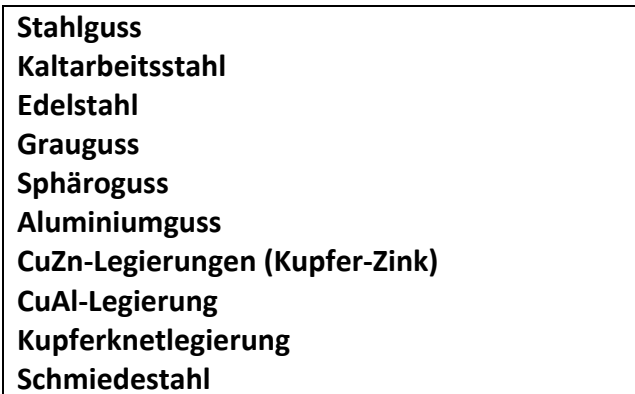 Stahlguss
Kaltarbeitsstahl
Edelstahl
Grauguss
Sphäroguss
Aluminiumguss
CuZn-Legierungen (Kupfer-Zink)
CuAl-Legierung
Kupferknetlegierung
Schmiedestahl